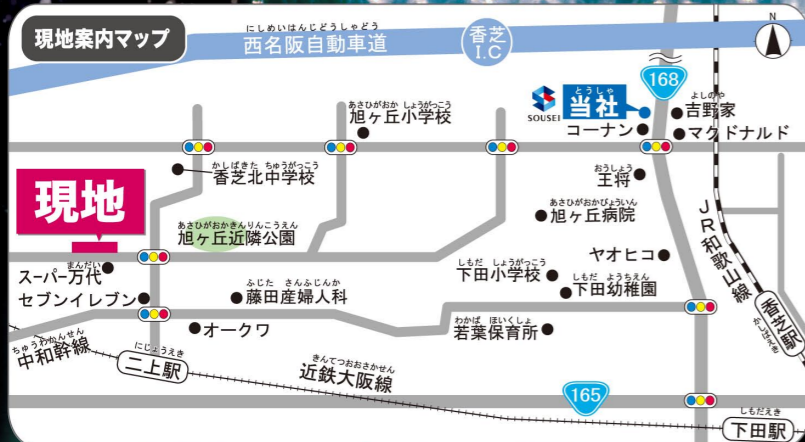 現地案内マップ
にしめいはんじどうしゃどう
西名阪自動車道
香芝
I.C
N
168
SOUSEI
とうしゃ
当社
よしのや
吉野家
コーナン
マクドナルド
あさひがおか しょうがっこう
旭ヶ丘小学校
かしばきた ちゅうがっこう
香芝北中学校
おうしょう
王将
現地
あさひがおかきんりんこうえん
旭ヶ丘近隣公園
あさひがおかびょういん
旭ヶ丘病院
JR和歌山線
ヤオヒコ
まんだい
スーパー万代
しもだ しょうがっこう
下田小学校
しもだ ようちえん
下田幼稚園
セブンイレブン
ふじた さんふじんか
藤田産婦人科
香芝駅
かしばえき
オークワ
わかば ほいくしょ
若葉保育所
ちゅうわかんせん
中和幹線
にじょうえき
二上駅
きんてつおおさかせん
近鉄大阪線
165
しもだえき
下田駅